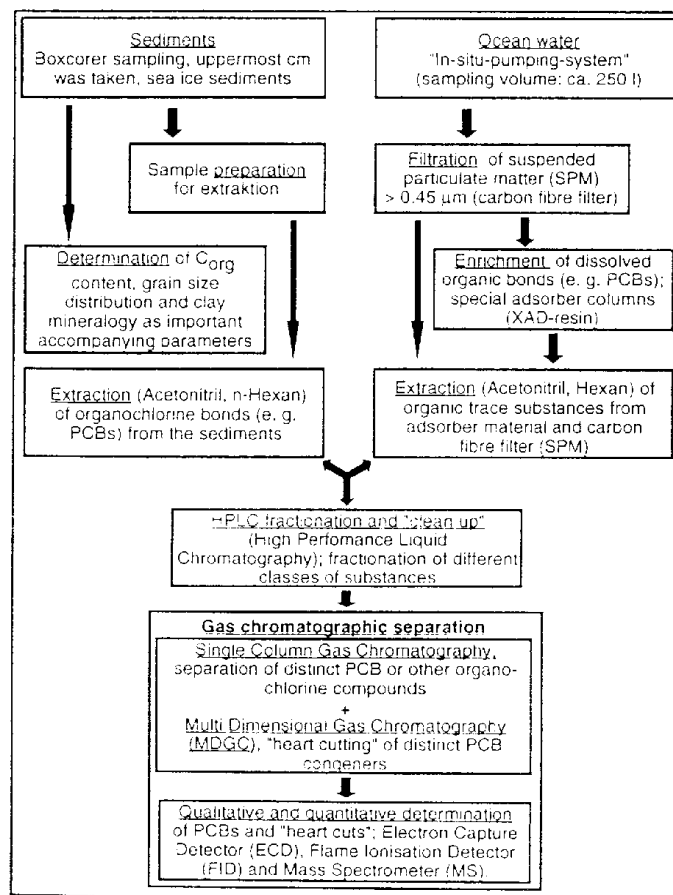 Sediments
Boxcorer sampling, uppermost cm
was taken, sea ice sediments
Ocean water
"In-situ-pumping-system"
(sampling volume: ca. 250 l)
Sample preparation
for extraktion
Filtration of suspended
particulate matter (SPM)
> 0.45 µm (carbon fibre filter)
Determination of Corg
content, grain size
distribution and clay
mineralogy as important
accompanying parameters
Enrichment of dissolved
organic bonds (e. g. PCBs);
special adsorber columns
(XAD-resin)
Extraction (Acetonitril, n-Hexan)
of organochlorine bonds (e. g.
PCBs) from the sediments
Extraction (Acetonitril, Hexan) of
organic trace substances from
adsorber material and carbon
fibre filter (SPM)
HPLC fractionation and "clean up"
(High Perfomance Liquid
Chromatography); fractionation of different
classes of substances
Gas chromatographic separation
Single Column Gas Chromatography,
separation of distinct PCB or other organo-
chlorine compounds
+
Multi Dimensional Gas Chromatography
(MDGC), "heart cutting" of distinct PCB
congeners
Qualitative and quantitative determination
of PCBs and "heart cuts"; Electron Capture
Detector (ECD), Flame Ionisation Detector
(FID) and Mass Spectrometer (MS).